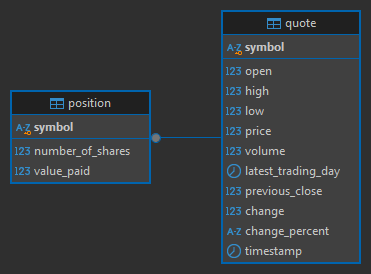 position
A-Z symbol
123 number_of_shares
123 value_paid
quote
A-Z symbol
123 open
123 high
123 low
123 price
123 volume
latest_trading_day
123 previous_close
123 change
A-Z change_percent
timestamp